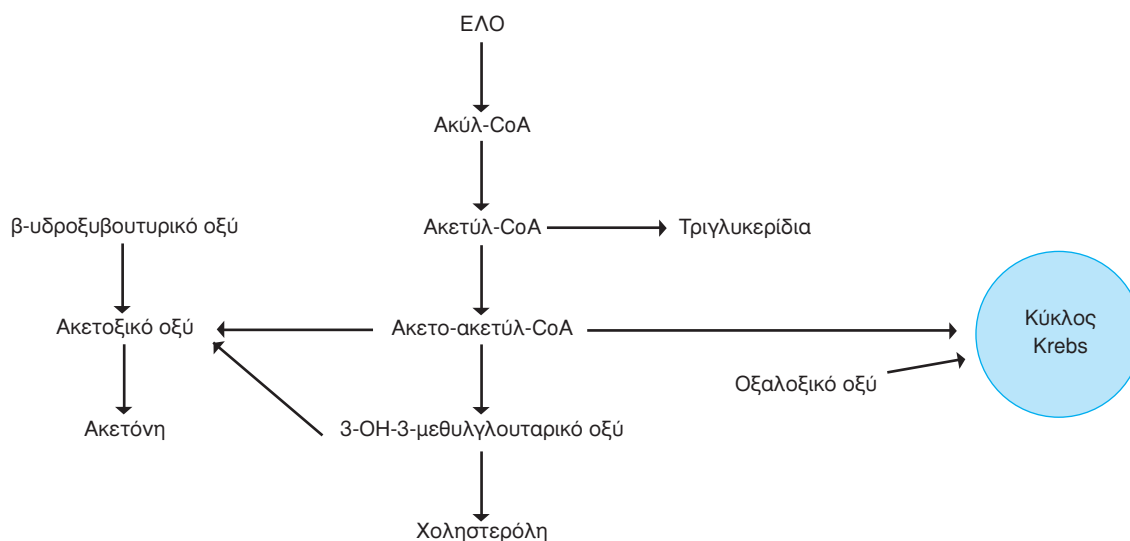 ΕΛΟ
Ακύλ-CoA
β-υδροξυβουτυρικό οξύ
Ακετύλ-CoA
Τριγλυκερίδια
Ακετοξικό οξύ
Ακετο-ακετύλ-CoA
Κύκλος
Krebs
Οξαλοξικό οξύ
Ακετόνη
3-ΟΗ-3-μεθυλγλουταρικό οξύ
Χοληστερόλη